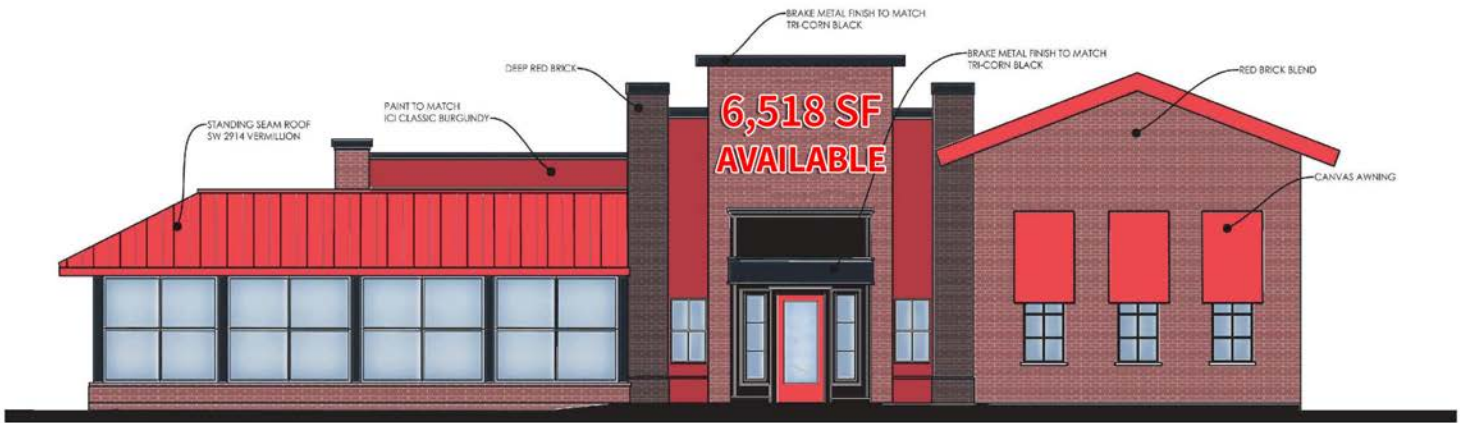 BRAKE METAL FINISH TO MATCH
TRI-CORN BLACK
BRAKE METAL FINISH TO MATCH
TRI-CORN BLACK
DEEP RED BRICK
RED BRICK BLEND
6,518 SF
AVAILABLE
PAINT TO MATCH
ICI CLASSIC BURGUNDY
STANDING SEAM ROOF
SW 2914 VERMILLION
CANVAS AWNING